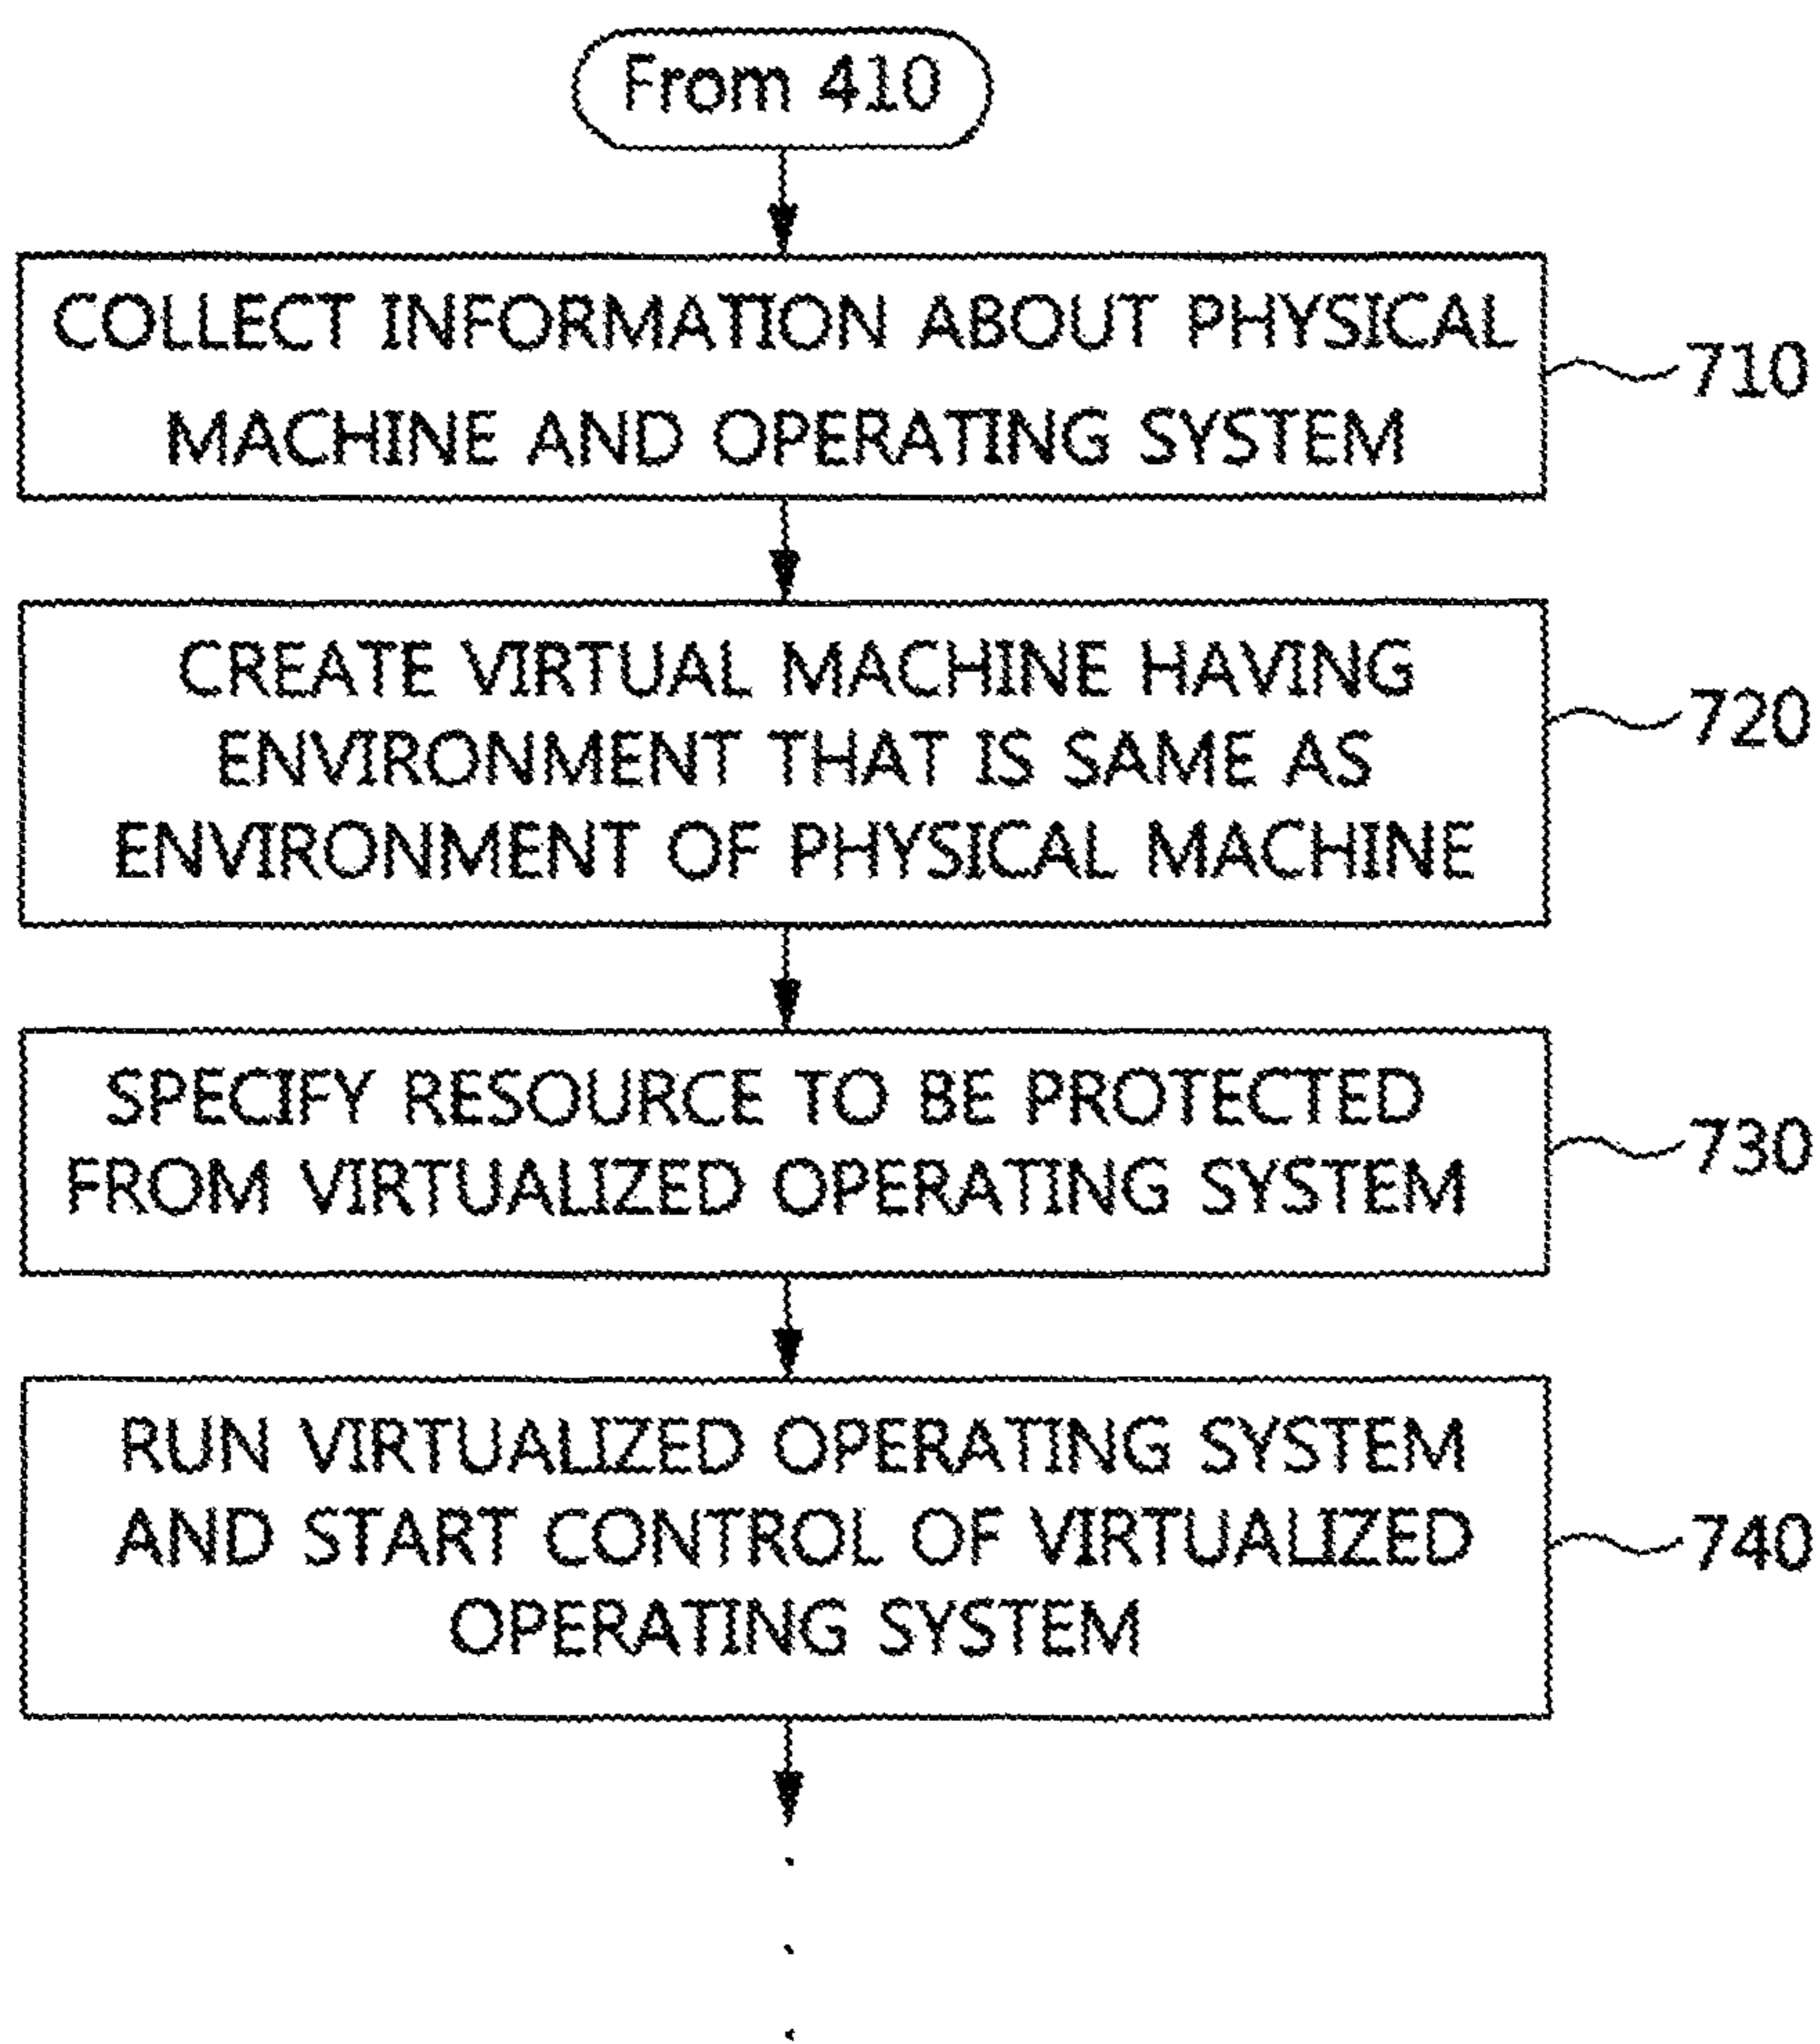 From 410
COLLECT INFORMATION ABOUT PHYSICAL
MACHINE AND OPERATING SYSTEM
710
CREATE VIRTUAL MACHINE HAVING
ENVIRONMENT THAT IS SAME AS
ENVIRONMENT OF PHYSICAL MACHINE
720
SPECIFY RESOURCE TO BE PROTECTED
FROM VIRTUALIZED OPERATING SYSTEM
730
RUN VIRTUALIZED OPERATING SYSTEM
AND START CONTROL OF VIRTUALIZED
OPERATING SYSTEM
740